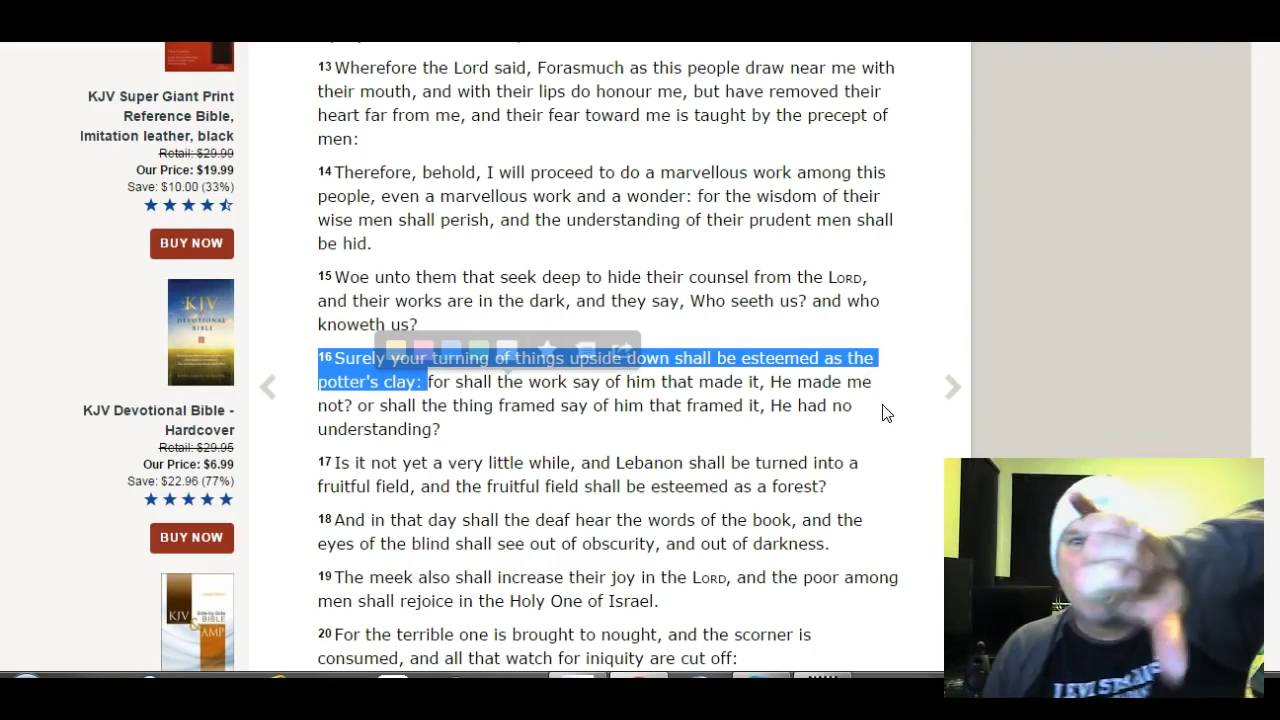 KJV Super Giant Print
Reference Bible,
Imitation leather, black
Retail: $29.99
Our Price: $19.99
Save: $10.00 (33%)
BUY NOW
KJV
DEVOTIONAL
BIBLE
KJV Devotional Bible -
Hardcover
Retail: $29.95
Our Price: $6.99
Save: $22.96 (77%)
BUY NOW
KJV
&
AMP
13 Wherefore the Lord said, Forasmuch as this people draw near me with
their mouth, and with their lips do honour me, but have removed their
heart far from me, and their fear toward me is taught by the precept of
men:
14 Therefore, behold, I will proceed to do a marvellous work among this
people, even a marvellous work and a wonder: for the wisdom of their
wise men shall perish, and the understanding of their prudent men shall
be hid.
15 Woe unto them that seek deep to hide their counsel from the LORD,
and their works are in the dark, and they say, Who seeth us? and who
knoweth us?
16 Surely your turning of things upside down shall be esteemed as the
potter's clay: for shall the work say of him that made it, He made me
not? or shall the thing framed say of him that framed it, He had no
understanding?
17 Is it not yet a very little while, and Lebanon shall be turned into a
fruitful field, and the fruitful field shall be esteemed as a forest?
18 And in that day shall the deaf hear the words of the book, and the
eyes of the blind shall see out of obscurity, and out of darkness.
19 The meek also shall increase their joy in the LORD, and the poor among
men shall rejoice in the Holy One of Israel.
20 For the terrible one is brought to nought, and the scorner is
consumed, and all that watch for iniquity are cut off:
LEVI STRAUSS